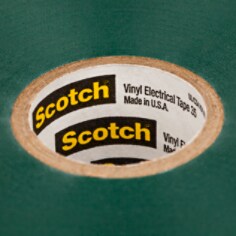 Scotch
Vinyl Electrical Tape 35
Made in U.S.A.
Scotch
Vinyl
Made in